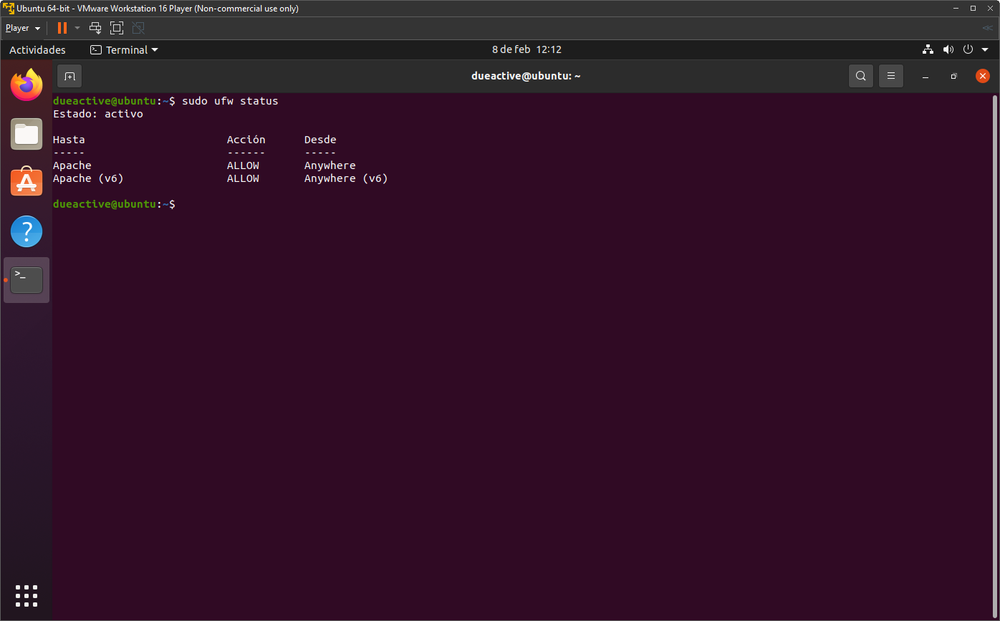 Ubuntu 64-bit - VMware Workstation 16 Player (Non-commercial use only)
Player
Actividades Terminal 8 de feb 12:12
dueactive@ubuntu: ~
dueactive@ubuntu:~$ sudo ufw status
Estado: activo
Hasta Acción Desde
----- ------ -----
Apache ALLOW Anywhere
Apache (v6) ALLOW Anywhere (v6)
dueactive@ubuntu:~$